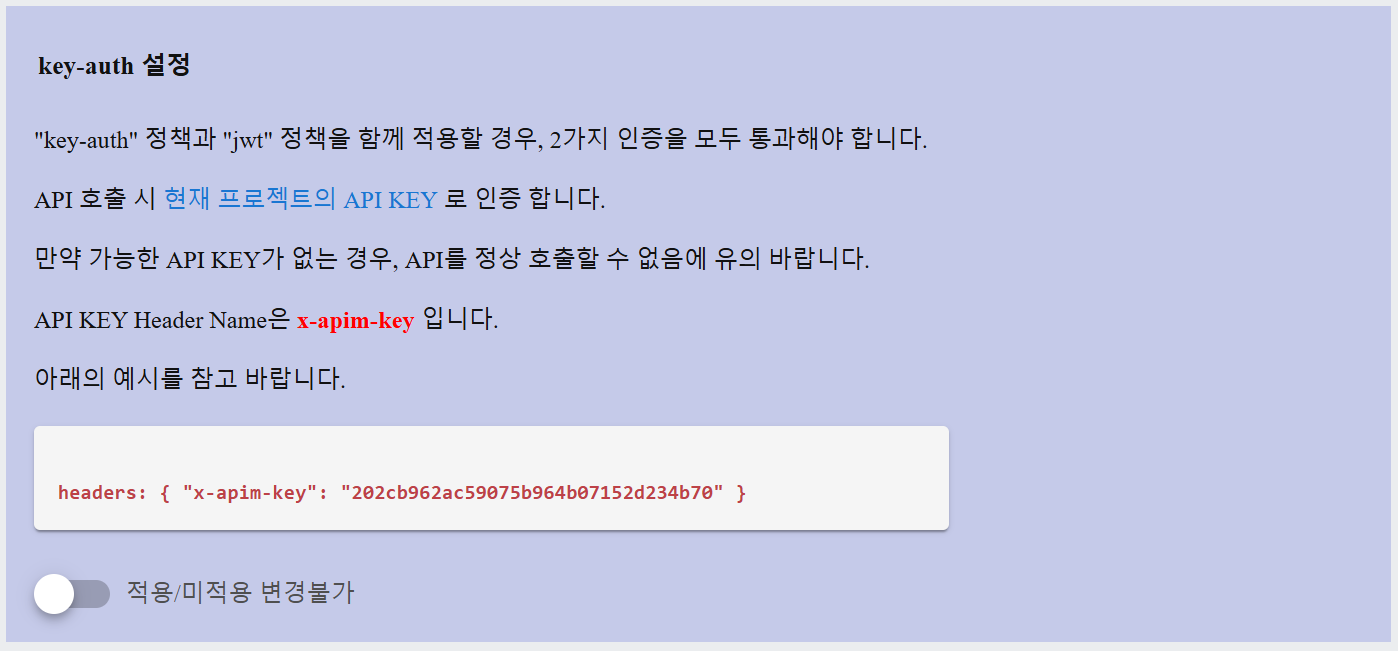 key-auth 설정
"key-auth" 정책과 "jwt" 정책을 함께 적용할 경우, 2가지 인증을 모두 통과해야 합니다.
API 호출 시 현재 프로젝트의 API KEY 로 인증 합니다.
만약 가능한 API KEY가 없는 경우, API를 정상 호출할 수 없음에 유의 바랍니다.
API KEY Header Name은 x-apim-key 입니다.
아래의 예시를 참고 바랍니다.
headers: { "x-apim-key": "202cb962ac59075b964b07152d234b70" }
적용/미적용 변경불가